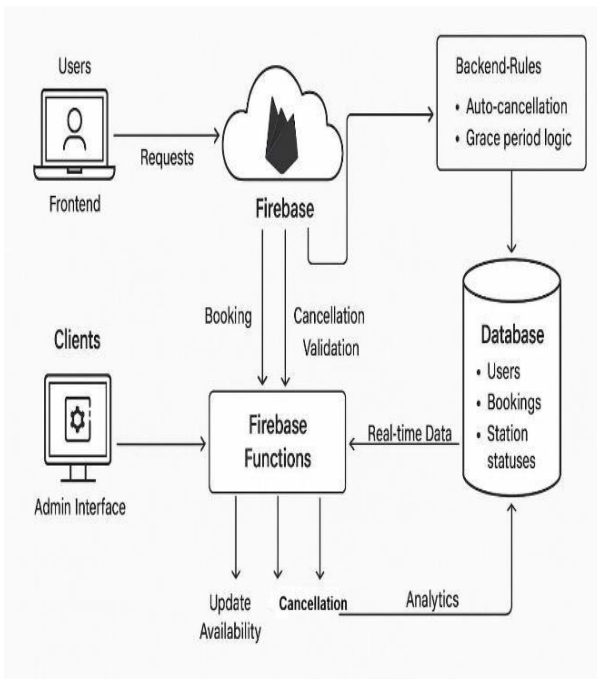 Users
Frontend
Requests
Firebase
Backend-Rules
• Auto-cancellation
• Grace period logic
Booking
Cancellation
Validation
Clients
Admin Interface
Firebase
Functions
Real-time Data
Database
• Users
• Bookings
• Station
statuses
Update
Availability
Cancellation
Analytics